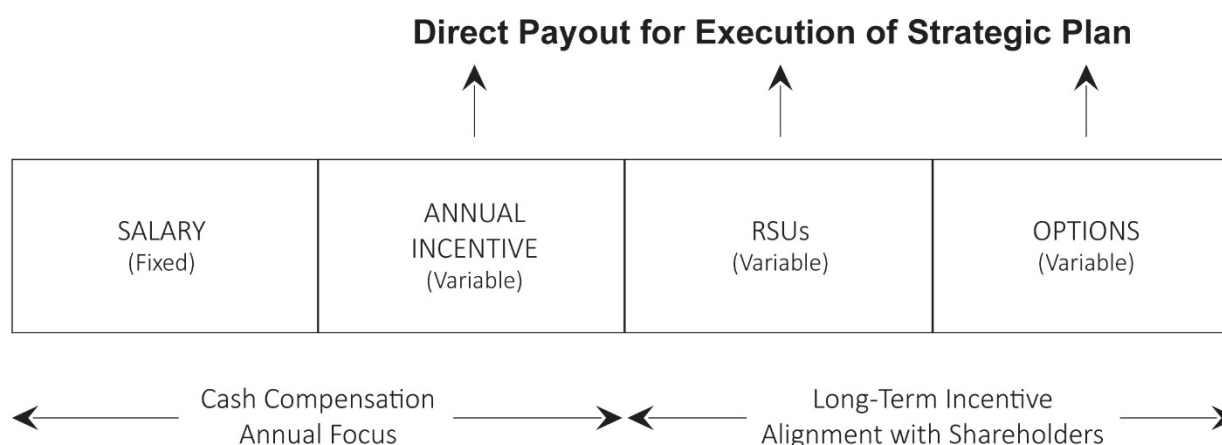 Direct Payout for Execution of Strategic Plan
SALARY
(Fixed)
ANNUAL
INCENTIVE
(Variable)
RSUs
(Variable)
OPTIONS
(Variable)
Cash Compensation
Annual Focus
Long-Term Incentive
Alignment with Shareholders